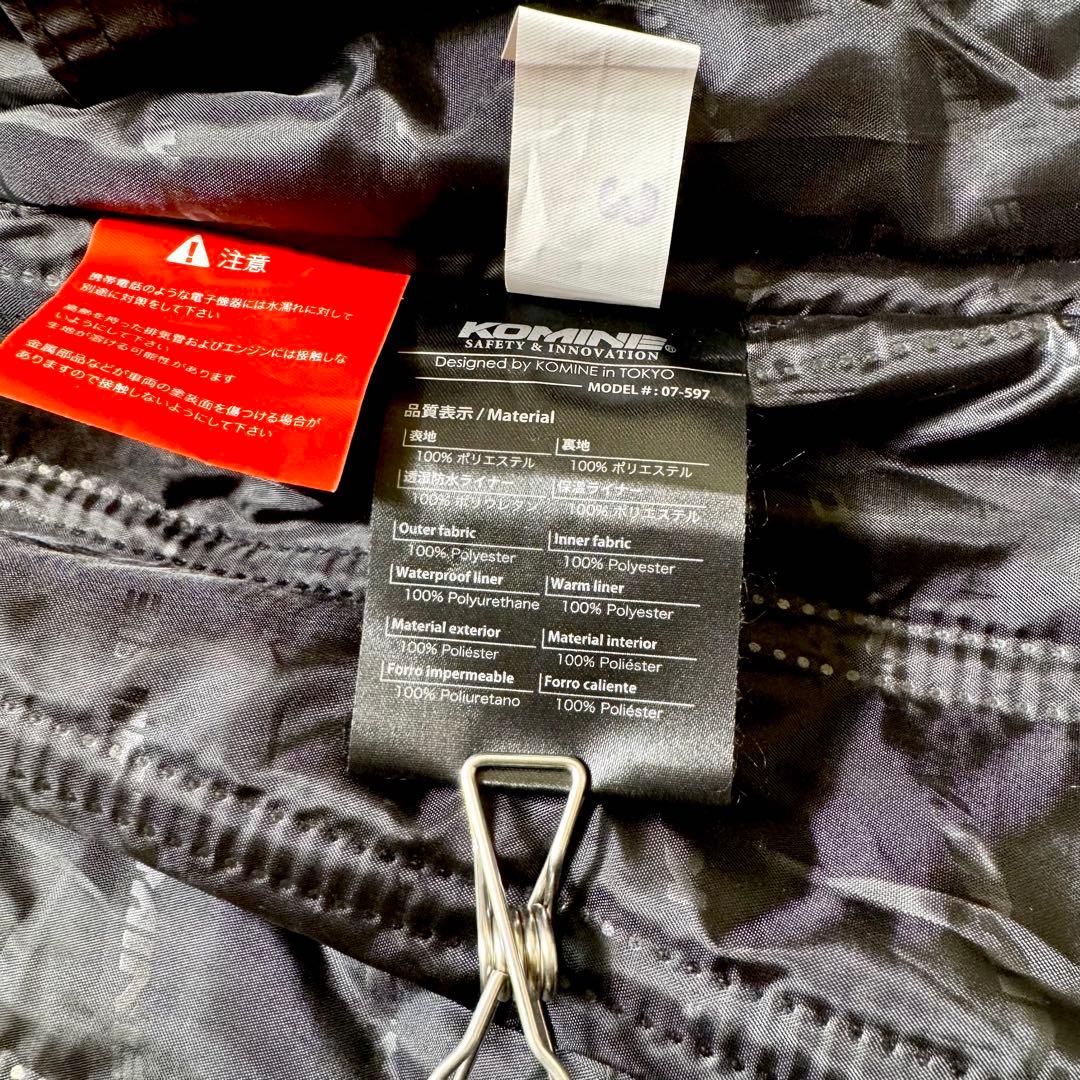 3
注意
携帯電話のような電子機器には水濡れに対して
別途に対策をして下さい
高熱を持った排気管およびエンジンには接触しな
いようにして下さい
生地が溶ける可能性があります
金属部品などが車両の塗装面を傷つける場合が
ありますので接触しないようにして下さい
KOMINE®
SAFETY & INNOVATION
Designed by KOMINE in TOKYO
MODEL # : 07-597
品質表示 / Material
表地 裏地
100% ポリエステル 100% ポリエステル
透湿防水ライナー 保温ライナー
100% ポリウレタン 100% ポリエステル
Outer fabric Inner fabric
100% Polyester 100% Polyester
Waterproof liner Warm liner
100% Polyurethane 100% Polyester
Material exterior Material interior
100% Poliéster 100% Poliéster
Forro impermeable Forro caliente
100% Poliuretano 100% Poliéster